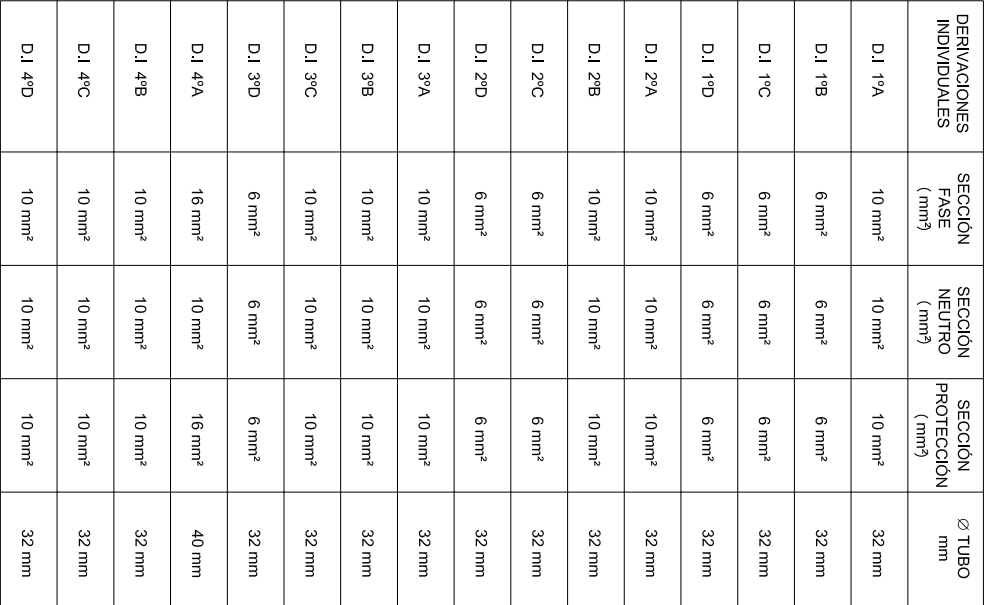 DERIVACIONES
INDIVIDUALES
SECCIÓN
FASE
( mm²)
SECCIÓN
NEUTRO
( mm²)
SECCIÓN
PROTECCIÓN
( mm²)
Ø TUBO
mm
D.I 1ºA 10 mm² 10 mm² 10 mm² 32 mm
D.I 1ºB 6 mm² 6 mm² 6 mm² 32 mm
D.I 1ºC 6 mm² 6 mm² 6 mm² 32 mm
D.I 1ºD 6 mm² 6 mm² 6 mm² 32 mm
D.I 2ºA 10 mm² 10 mm² 10 mm² 32 mm
D.I 2ºB 10 mm² 10 mm² 10 mm² 32 mm
D.I 2ºC 6 mm² 6 mm² 6 mm² 32 mm
D.I 2ºD 6 mm² 6 mm² 6 mm² 32 mm
D.I 3ºA 10 mm² 10 mm² 10 mm² 32 mm
D.I 3ºB 10 mm² 10 mm² 10 mm² 32 mm
D.I 3ºC 10 mm² 10 mm² 10 mm² 32 mm
D.I 3ºD 6 mm² 6 mm² 6 mm² 32 mm
D.I 4ºA 16 mm² 10 mm² 16 mm² 40 mm
D.I 4ºB 10 mm² 10 mm² 10 mm² 32 mm
D.I 4ºC 10 mm² 10 mm² 10 mm² 32 mm
D.I 4ºD 10 mm² 10 mm² 10 mm² 32 mm